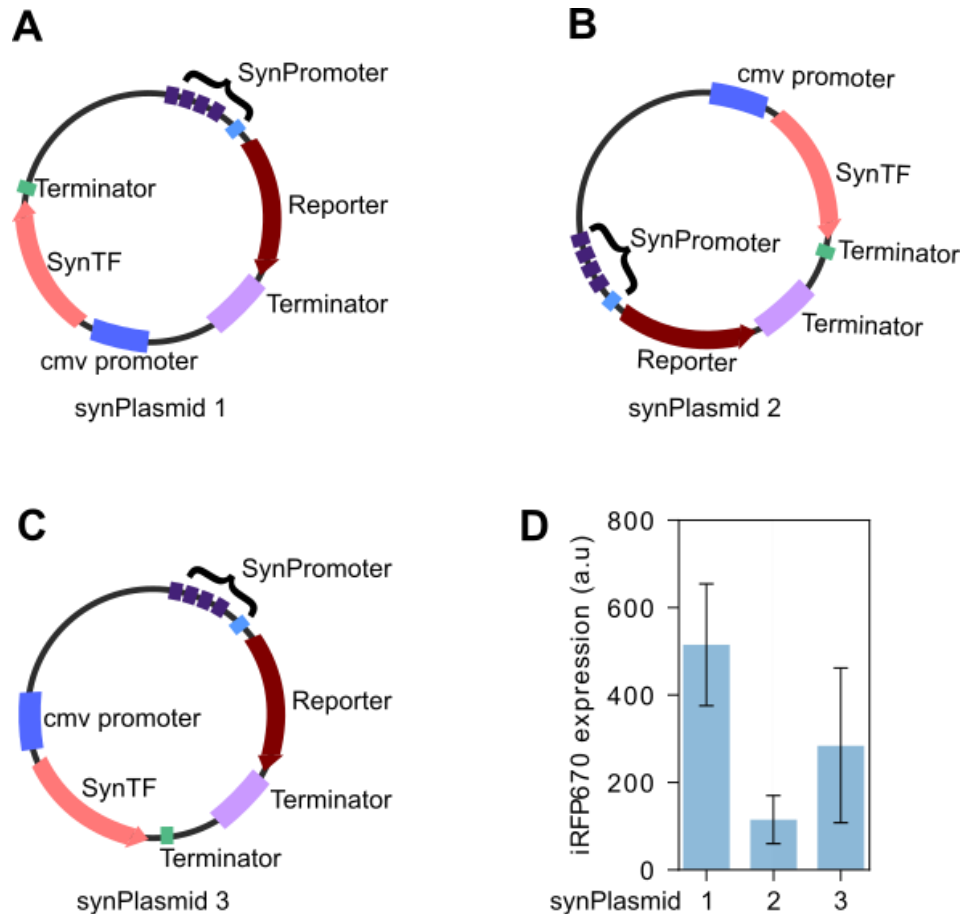 A
SynPromoter
Reporter
Terminator
cmv promoter
SynTF
Terminator
synPlasmid 1
B
cmv promoter
SynTF
Terminator
Terminator
Reporter
SynPromoter
synPlasmid 2
C
SynPromoter
Reporter
Terminator
Terminator
SynTF
cmv promoter
synPlasmid 3
D
iRFP670 expression (a.u)
800
600
400
200
0
synPlasmid 1 2 3